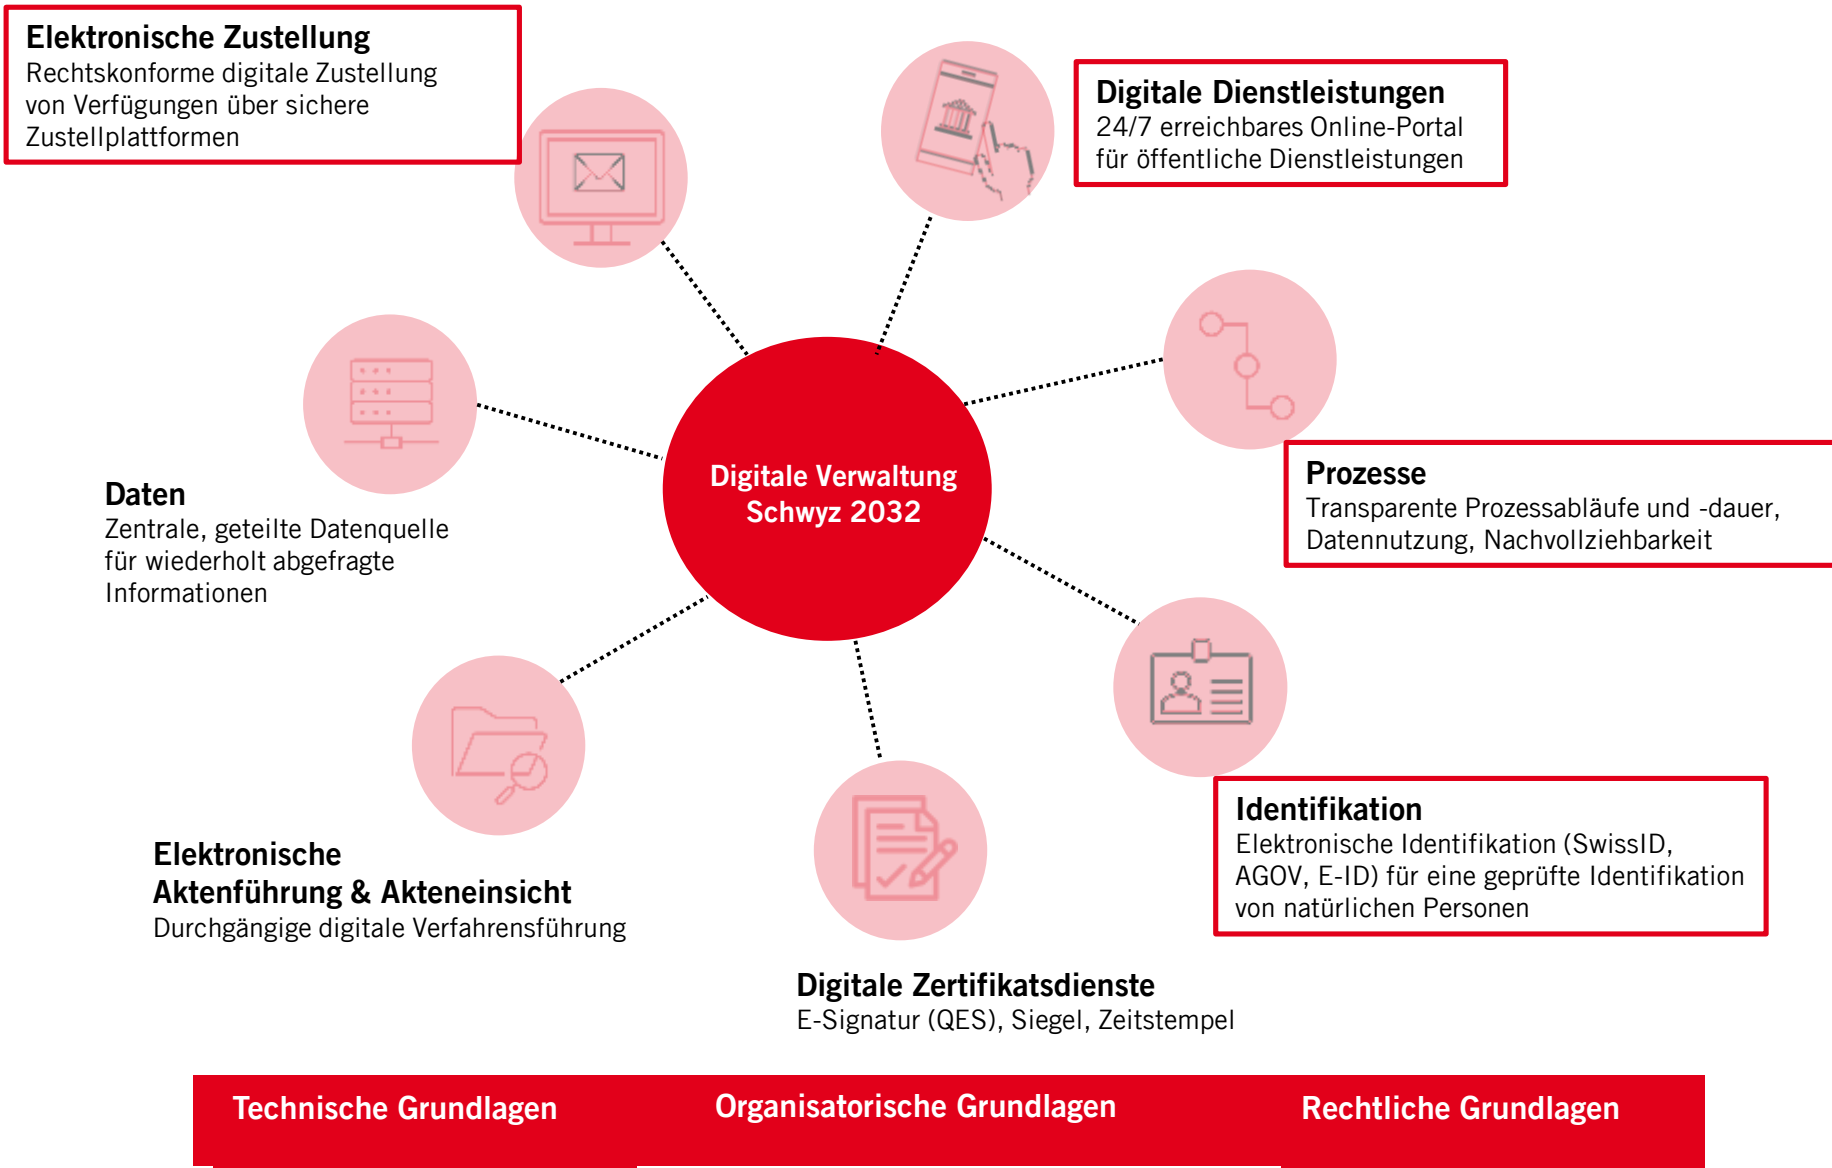 Elektronische Zustellung
Rechtskonforme digitale Zustellung
von Verfügungen über sichere
Zustellplattformen
Digitale Dienstleistungen
24/7 erreichbares Online-Portal
für öffentliche Dienstleistungen
Digitale Verwaltung
Schwyz 2032
Prozesse
Transparente Prozessabläufe und -dauer,
Datennutzung, Nachvollziehbarkeit
Daten
Zentrale, geteilte Datenquelle
für wiederholt abgefragte
Informationen
Identifikation
Elektronische Identifikation (SwissID,
AGOV, E-ID) für eine geprüfte Identifikation
von natürlichen Personen
Elektronische
Aktenführung & Akteneinsicht
Durchgängige digitale Verfahrensführung
Digitale Zertifikatsdienste
E-Signatur (QES), Siegel, Zeitstempel
Technische Grundlagen
Organisatorische Grundlagen
Rechtliche Grundlagen